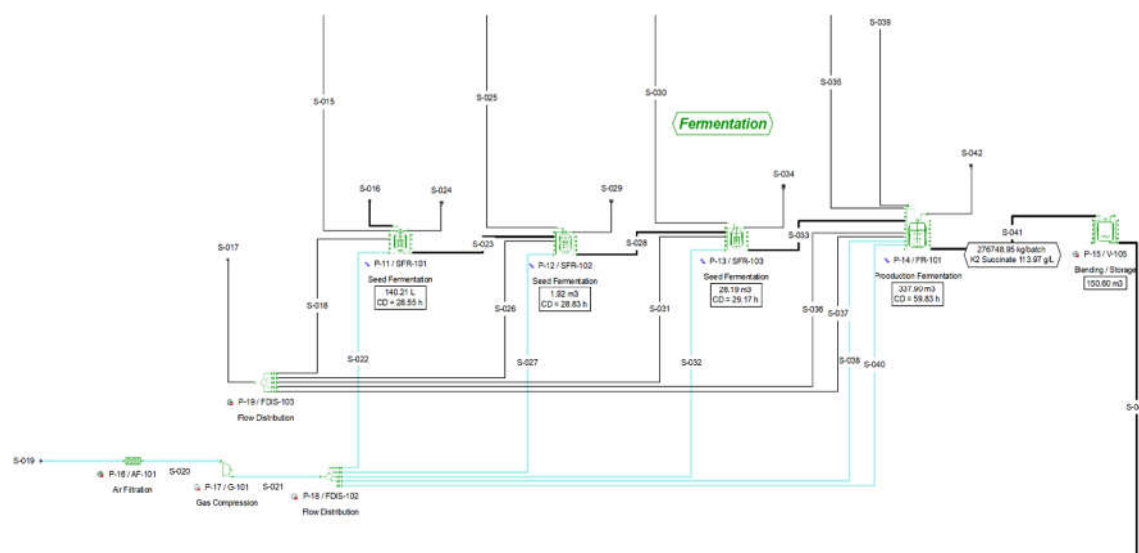 S-039
S-035
S-015
S-025
S-030
Fermentation
S-042
S-034
S-016
S-024
S-029
S-017
S-041
S-033
S-028
S-023
276748.95 kg/batch
K2 Succinate 113.97 g/L
P-11 / SFR-101
P-12 / SFR-102
P-13 / SFR-103
P-14 / FR-101
P-15 / V-105
Seed Fermentation
Seed Fermentation
Seed Fermentation
Prooduction Fermentation
Blending / Storage
140.21 L
CD = 28.55 h
1.92 m3
CD = 28.83 h
28.19 m3
CD = 29.17 h
337.90 m3
CD = 59.83 h
150.60 m3
S-018
S-026
S-031
S-036
S-037
S-022
S-027
S-032
S-038
S-040
P-19 / FDIS-103
Flow Distribution
S-0
S-019
S-020
S-021
P-16 / AF-101
Air Filtration
P-17 / G-101
Gas Compression
P-18 / FDIS-102
Flow Distribution